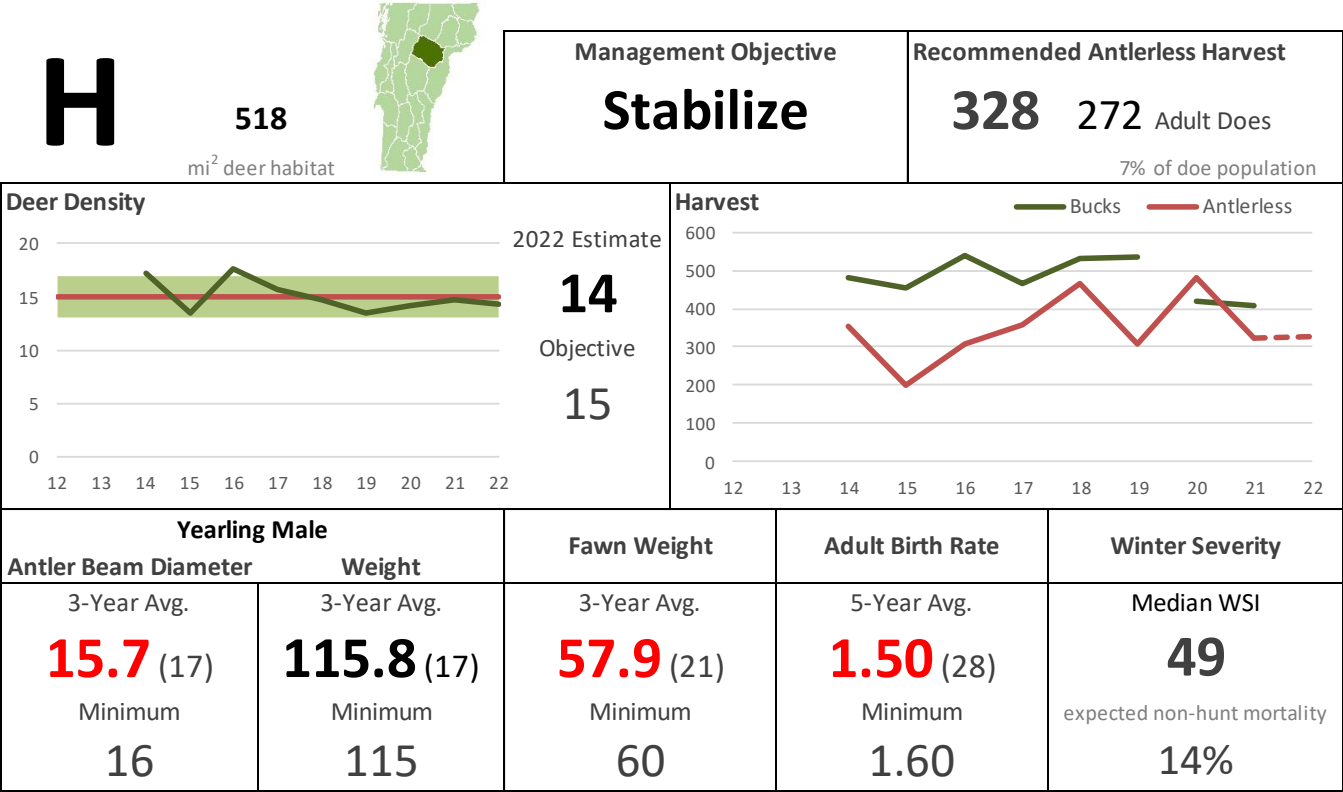 H
518
mi² deer habitat
Management Objective
Stabilize
Recommended Antlerless Harvest
328 272 Adult Does
7% of doe population
Deer Density
20
15
10
5
0
12 13 14 15 16 17 18 19 20 21 22
2022 Estimate
14
Objective
15
Harvest
Bucks Antlerless
600
500
400
300
200
100
0
12 13 14 15 16 17 18 19 20 21 22
Yearling Male
Antler Beam Diameter Weight
Fawn Weight
Adult Birth Rate
Winter Severity
3-Year Avg.
15.7 (17)
Minimum
16
3-Year Avg.
115.8 (17)
Minimum
115
3-Year Avg.
57.9 (21)
Minimum
60
5-Year Avg.
1.50 (28)
Minimum
1.60
Median WSI
49
expected non-hunt mortality
14%